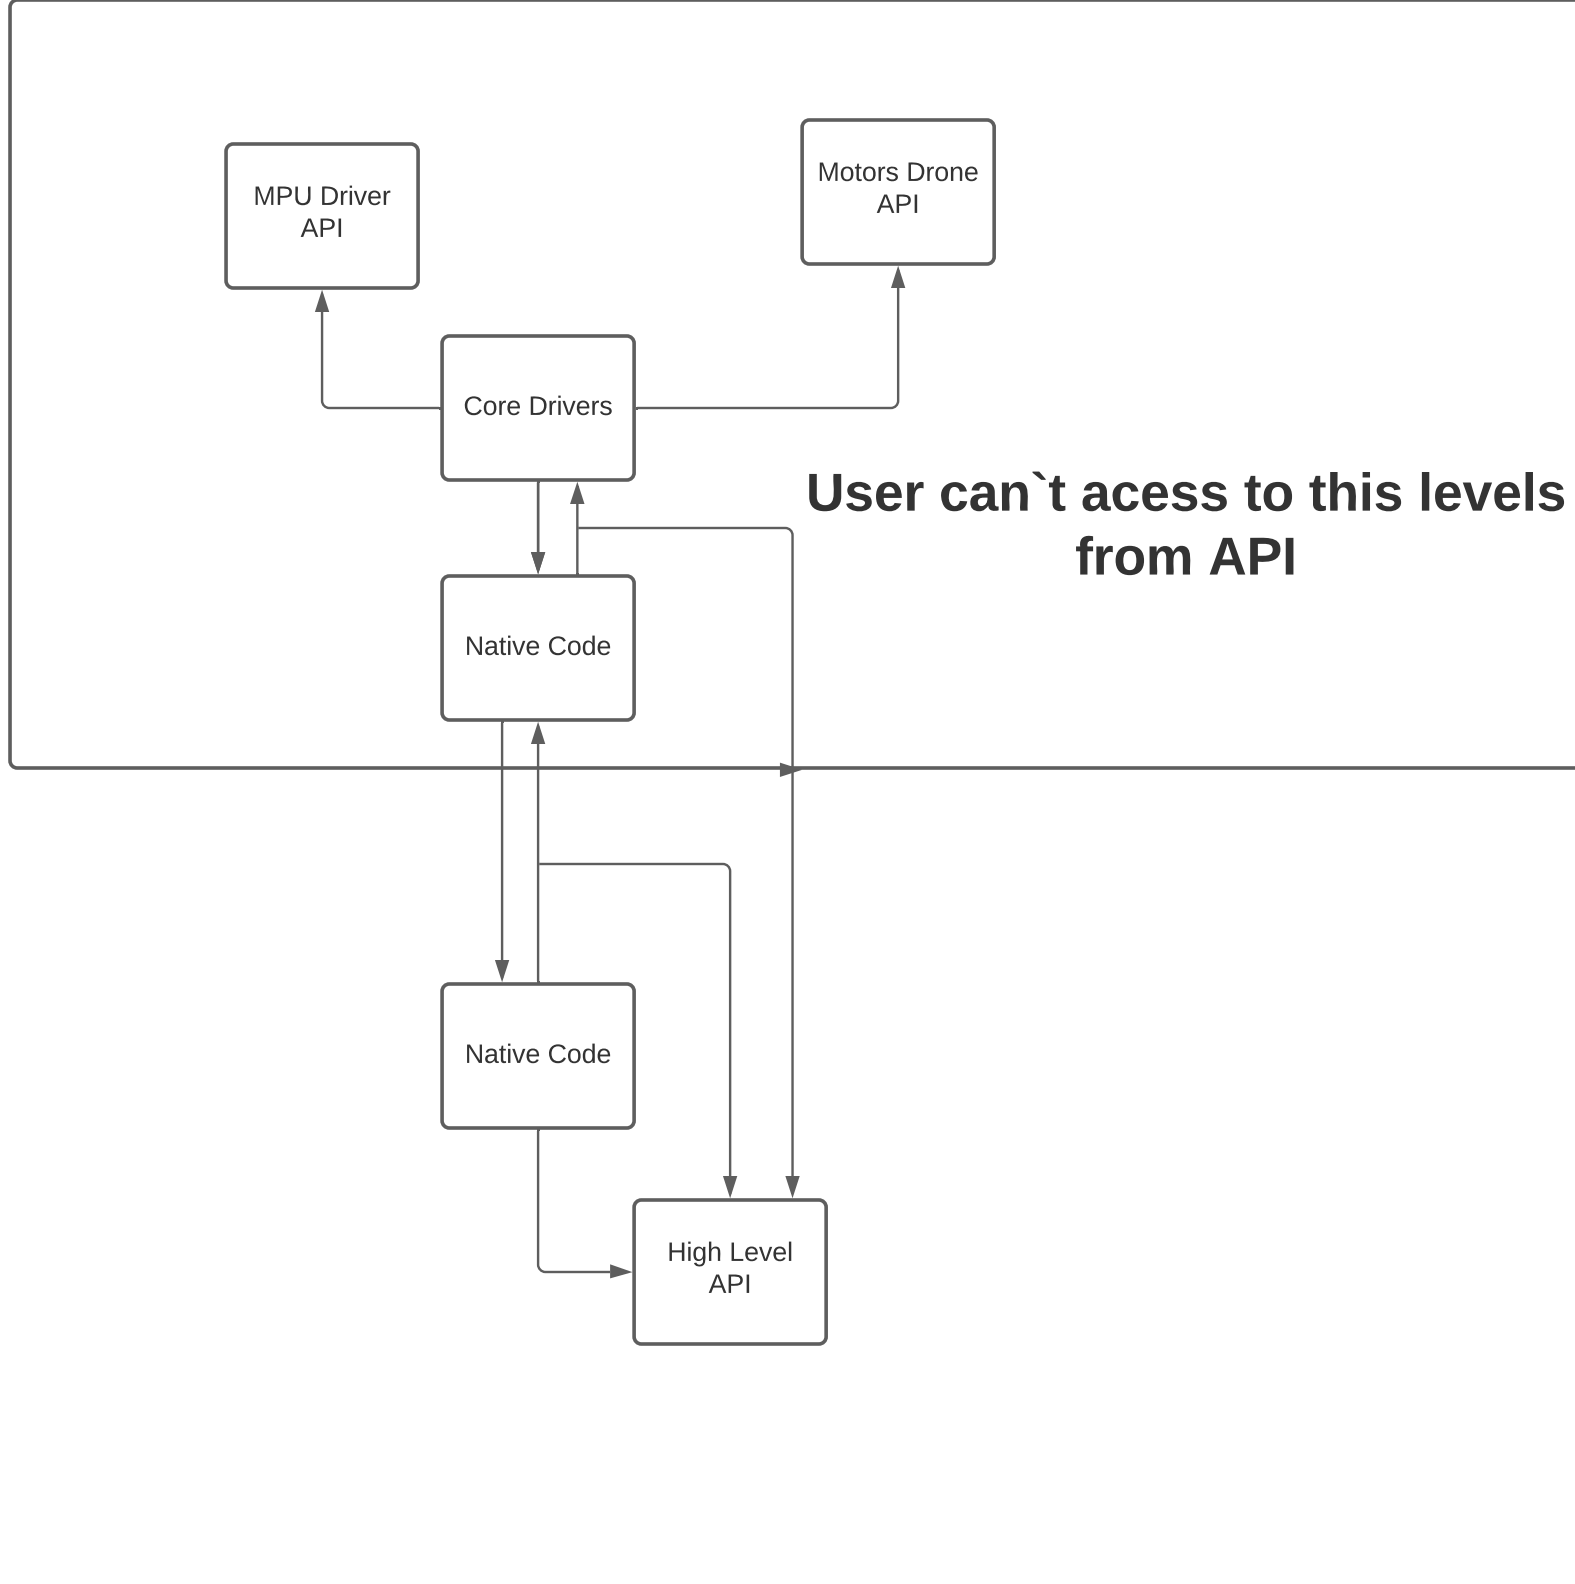 Motors Drone
API
MPU Driver
API
Core Drivers
User can`t acess to this levels
from API
Native Code
Native Code
High Level
API